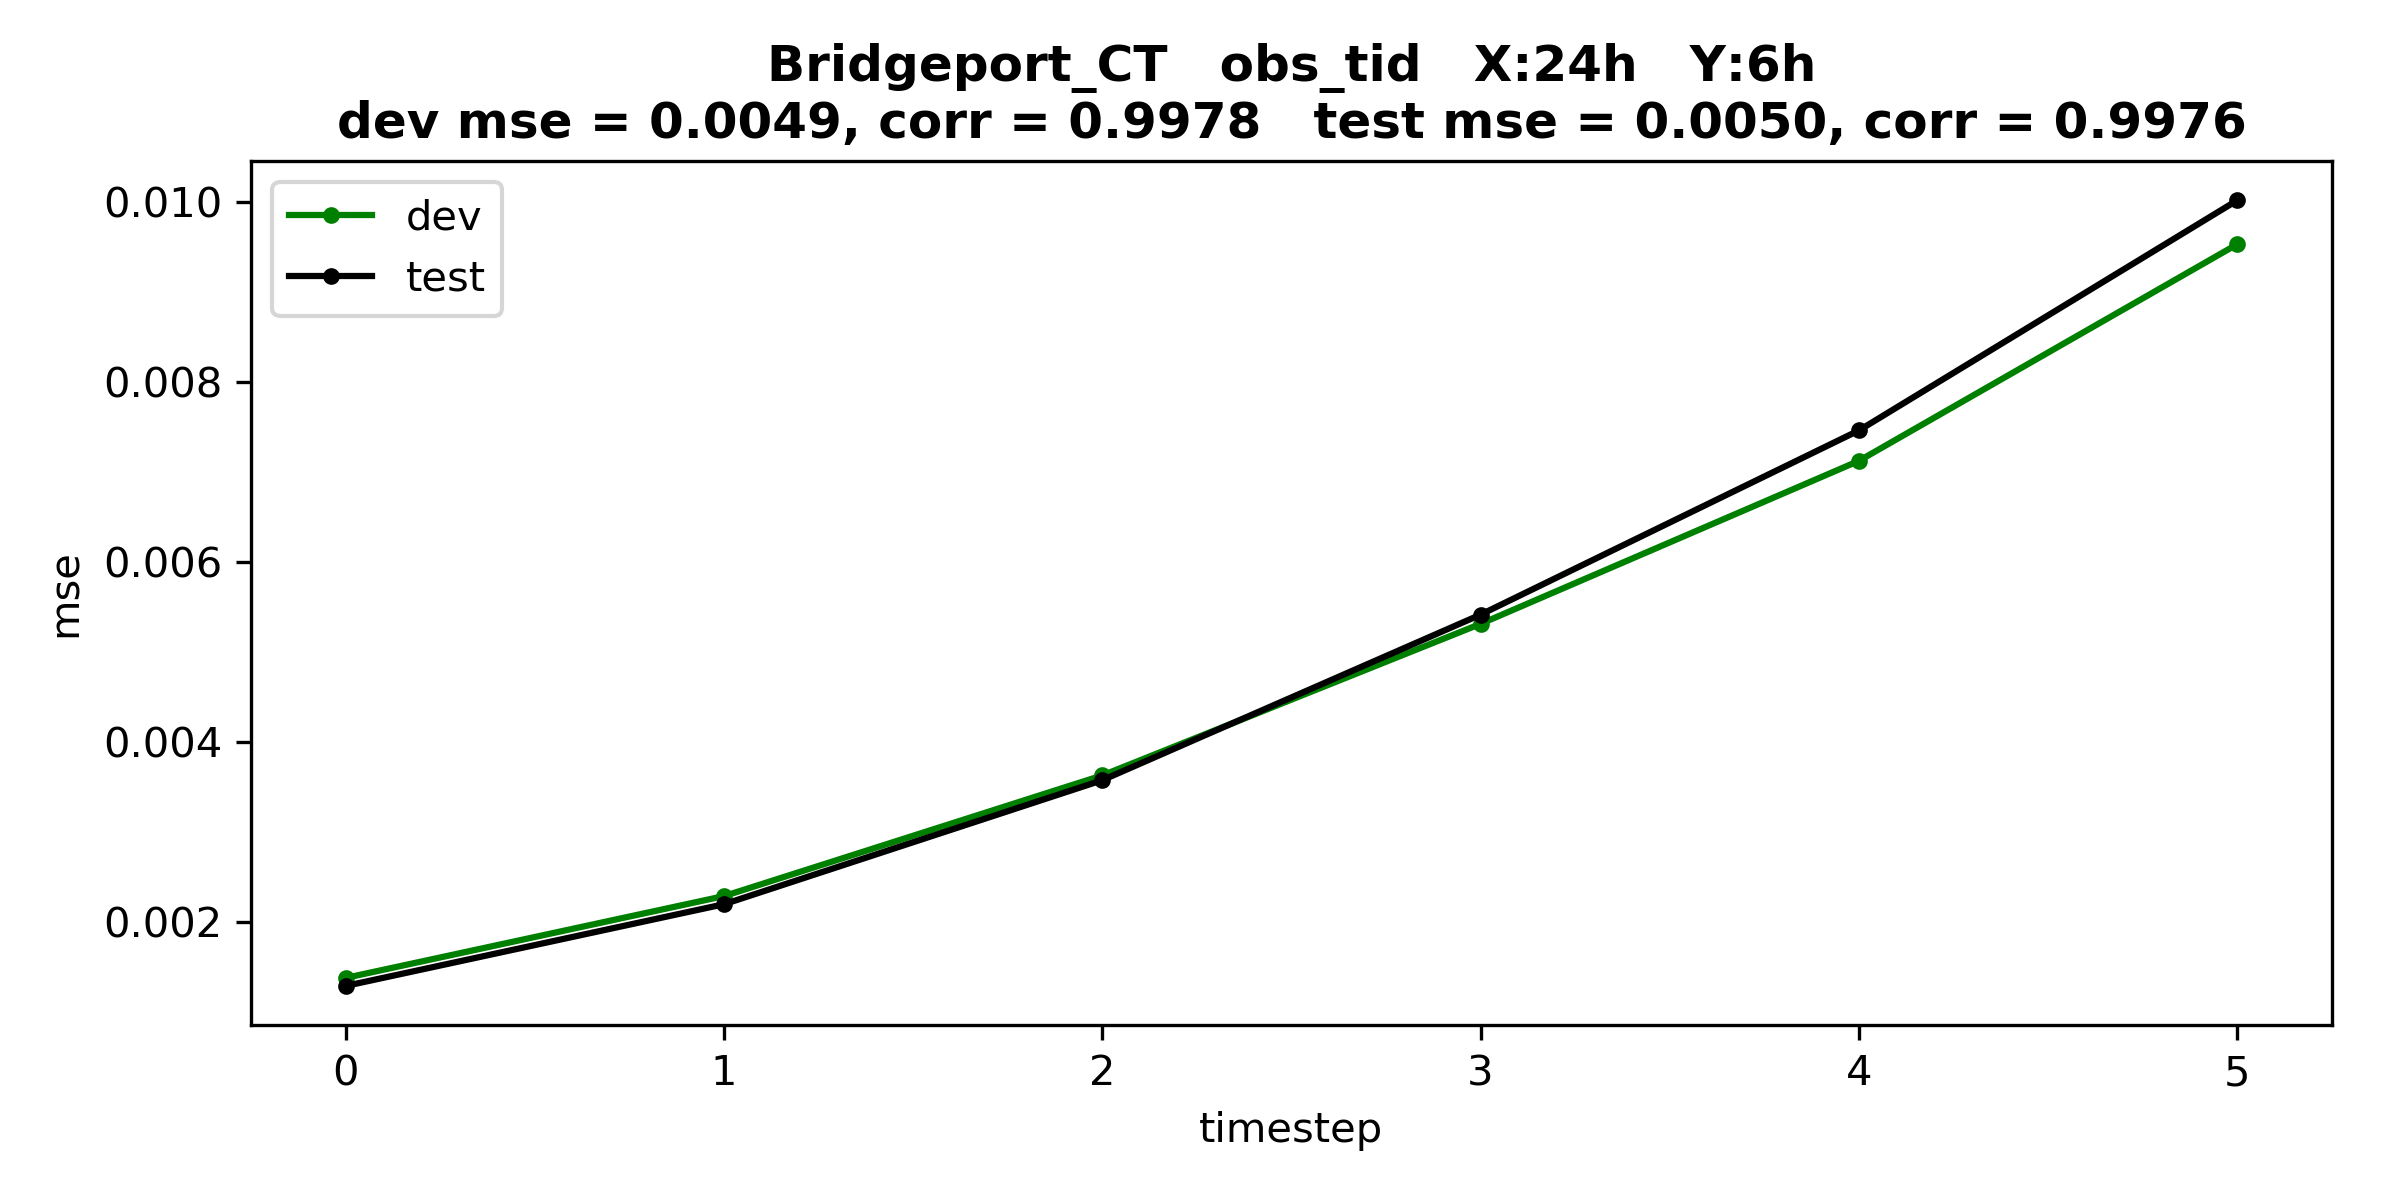 Bridgeport_CT   obs_tid   X:24h   Y:6h
dev mse = 0.0049, corr = 0.9978   test mse = 0.0050, corr = 0.9976
dev
test
0.010
0.008
0.006
0.004
0.002
mse
0 1 2 3 4 5
timestep